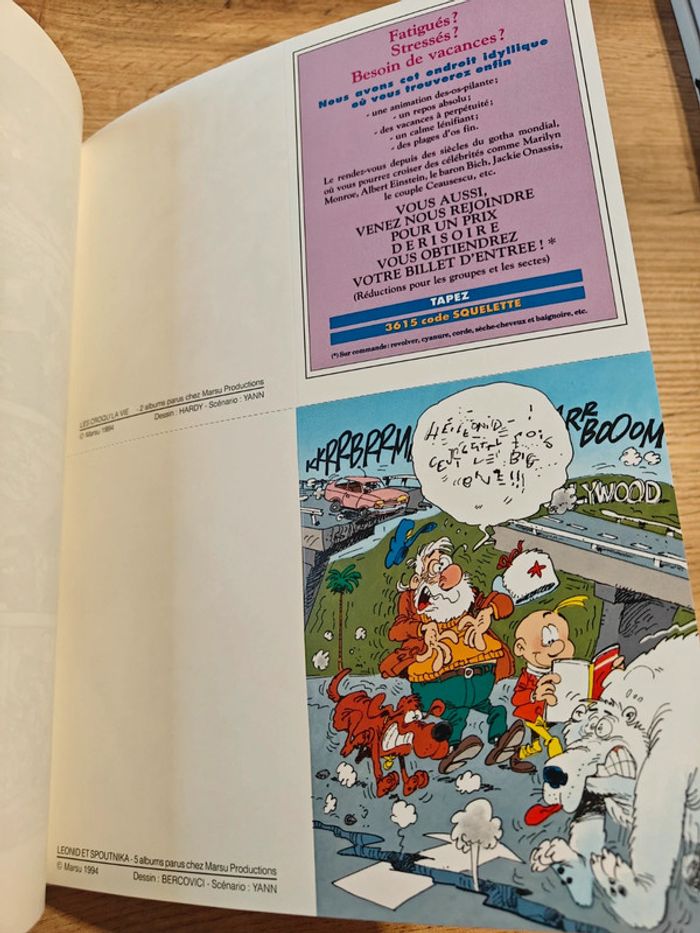 Fatigués ?
Stressés ?
Besoin de vacances ?
Nous avons cet endroit idyllique
où vous trouverez enfin
- une animation des-os-pilante ;
- un repos absolu ;
- des vacances à perpétuité ;
- un calme lénifiant ;
- des plages d'os fin.
Le rendez-vous depuis des siècles du gotha mondial,
où vous pourrez croiser des célébrités comme Marilyn
Monroe, Albert Einstein, le baron Bich, Jackie Onassis,
le couple Ceausescu, etc.
VOUS AUSSI,
VENEZ NOUS REJOINDRE
POUR UN PRIX
DERISOIRE
VOUS OBTIENDREZ
VOTRE BILLET D'ENTREE ! *
(Réductions pour les groupes et les sectes)
TAPEZ
3615 code SQUELETTE
(*) Sur commande : revolver, cyanure, corde, sèche-cheveux et baignoire, etc.
LES CROQU'LA VIE - 2 albums parus chez Marsu Productions
© Marsu 1994 Dessin : HARDY - Scénario : YANN
BOOOM
YWOOD
C'EST LE BIG
ONE !!!
LEONID ET SPOUTNIKA - 5 albums parus chez Marsu Productions
© Marsu 1994 Dessin : BERCOVICI - Scénario : YANN